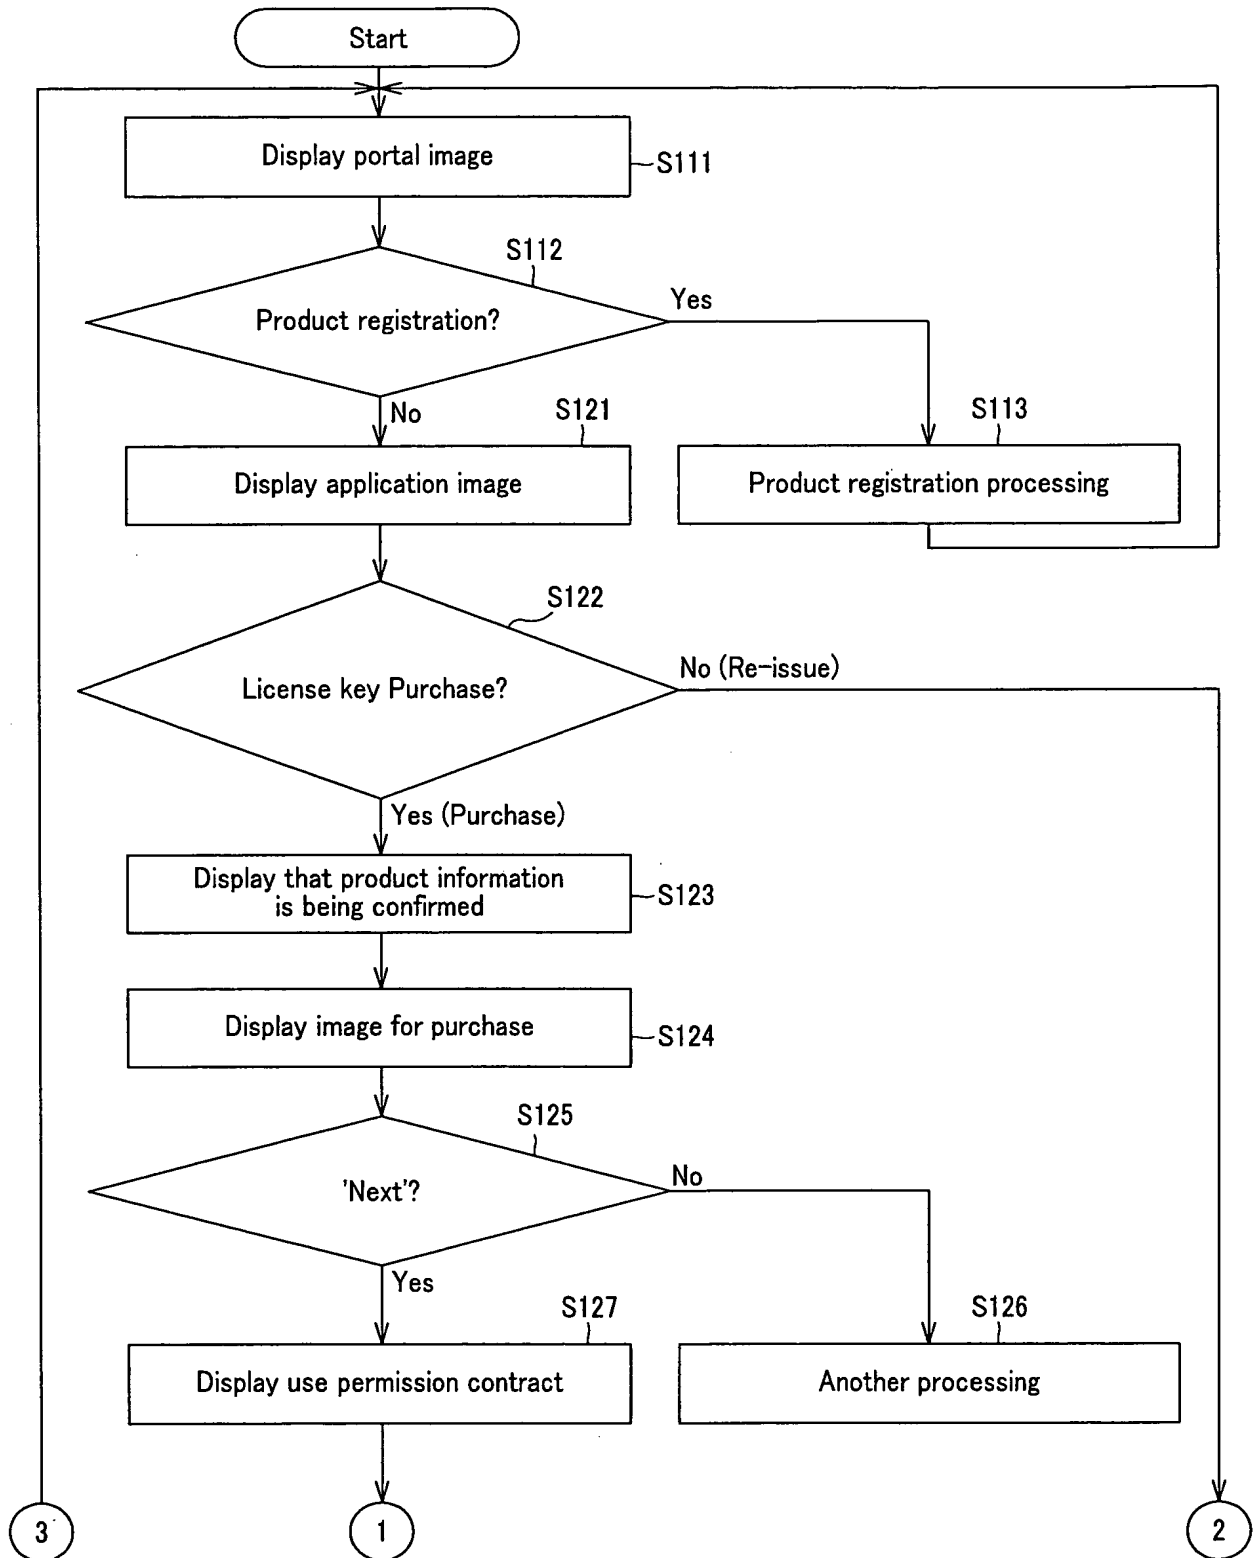 Start
Display portal image
S111
S112
Product registration?
Yes
No
S121
S113
Display application image
Product registration processing
S122
License key Purchase?
No (Re-issue)
Yes (Purchase)
Display that product information
is being confirmed
S123
Display image for purchase
S124
S125
'Next'?
No
Yes
S127
S126
Display use permission contract
Another processing
3
1
2